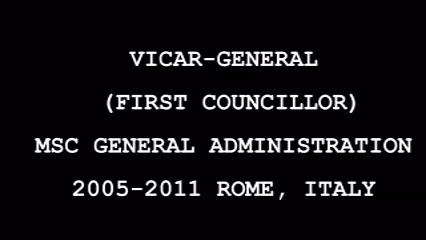 VICAR-GENERAL
(FIRST COUNCILLOR)
MSC GENERAL ADMINISTRATION
2005-2011 ROME, ITALY